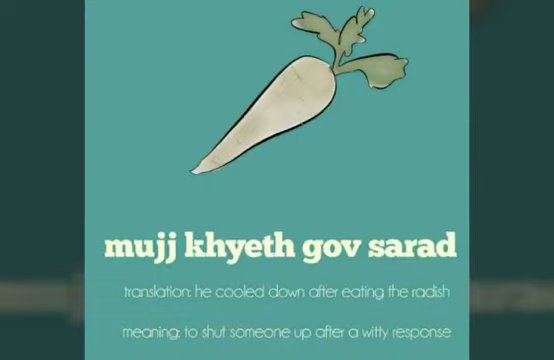 mujj khyeth gov sarad
translation: he cooled down after eating the radish
meaning: to shut someone up after a witty response